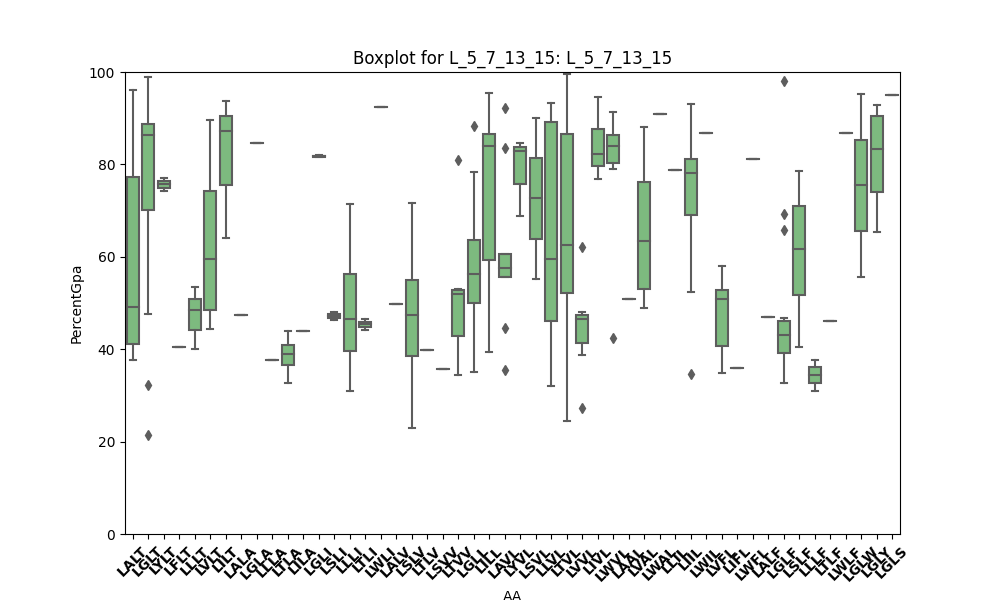 Boxplot for L_5_7_13_15: L_5_7_13_15
PercentGpa
100
80
60
40
20
0
LALT
LGLT
LYLT
LFLT
LLLT
LVLT
LILT
LALA
LGLA
LLLA
LILA
LGLI
LSLI
LLLI
LTLI
LWLI
LALV
LSLV
LTLV
LSVV
LGLL
LILL
LAVL
LYVL
LSVL
LLVL
LTVL
LVVL
LIVL
LWVL
LAAL
LVAL
LWAL
LLTL
LIIL
LWIL
LVFL
LIFL
LWFL
LALF
LGLF
LSLF
LLLF
LTLF
LWLF
LGLW
LGLY
LGLS
AA